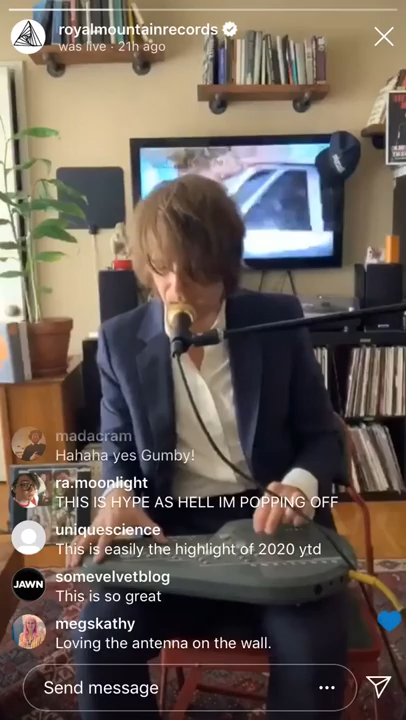 royalmountainrecords
was live · 21h ago
madacram
Hahaha yes Gumby!
ra.moonlight
THIS IS HYPE AS HELL IM POPPING OFF
uniquescience
This is easily the highlight of 2020 ytd
JAWN
somevelvetblog
This is so great
megskathy
Loving the antenna on the wall.
Send message